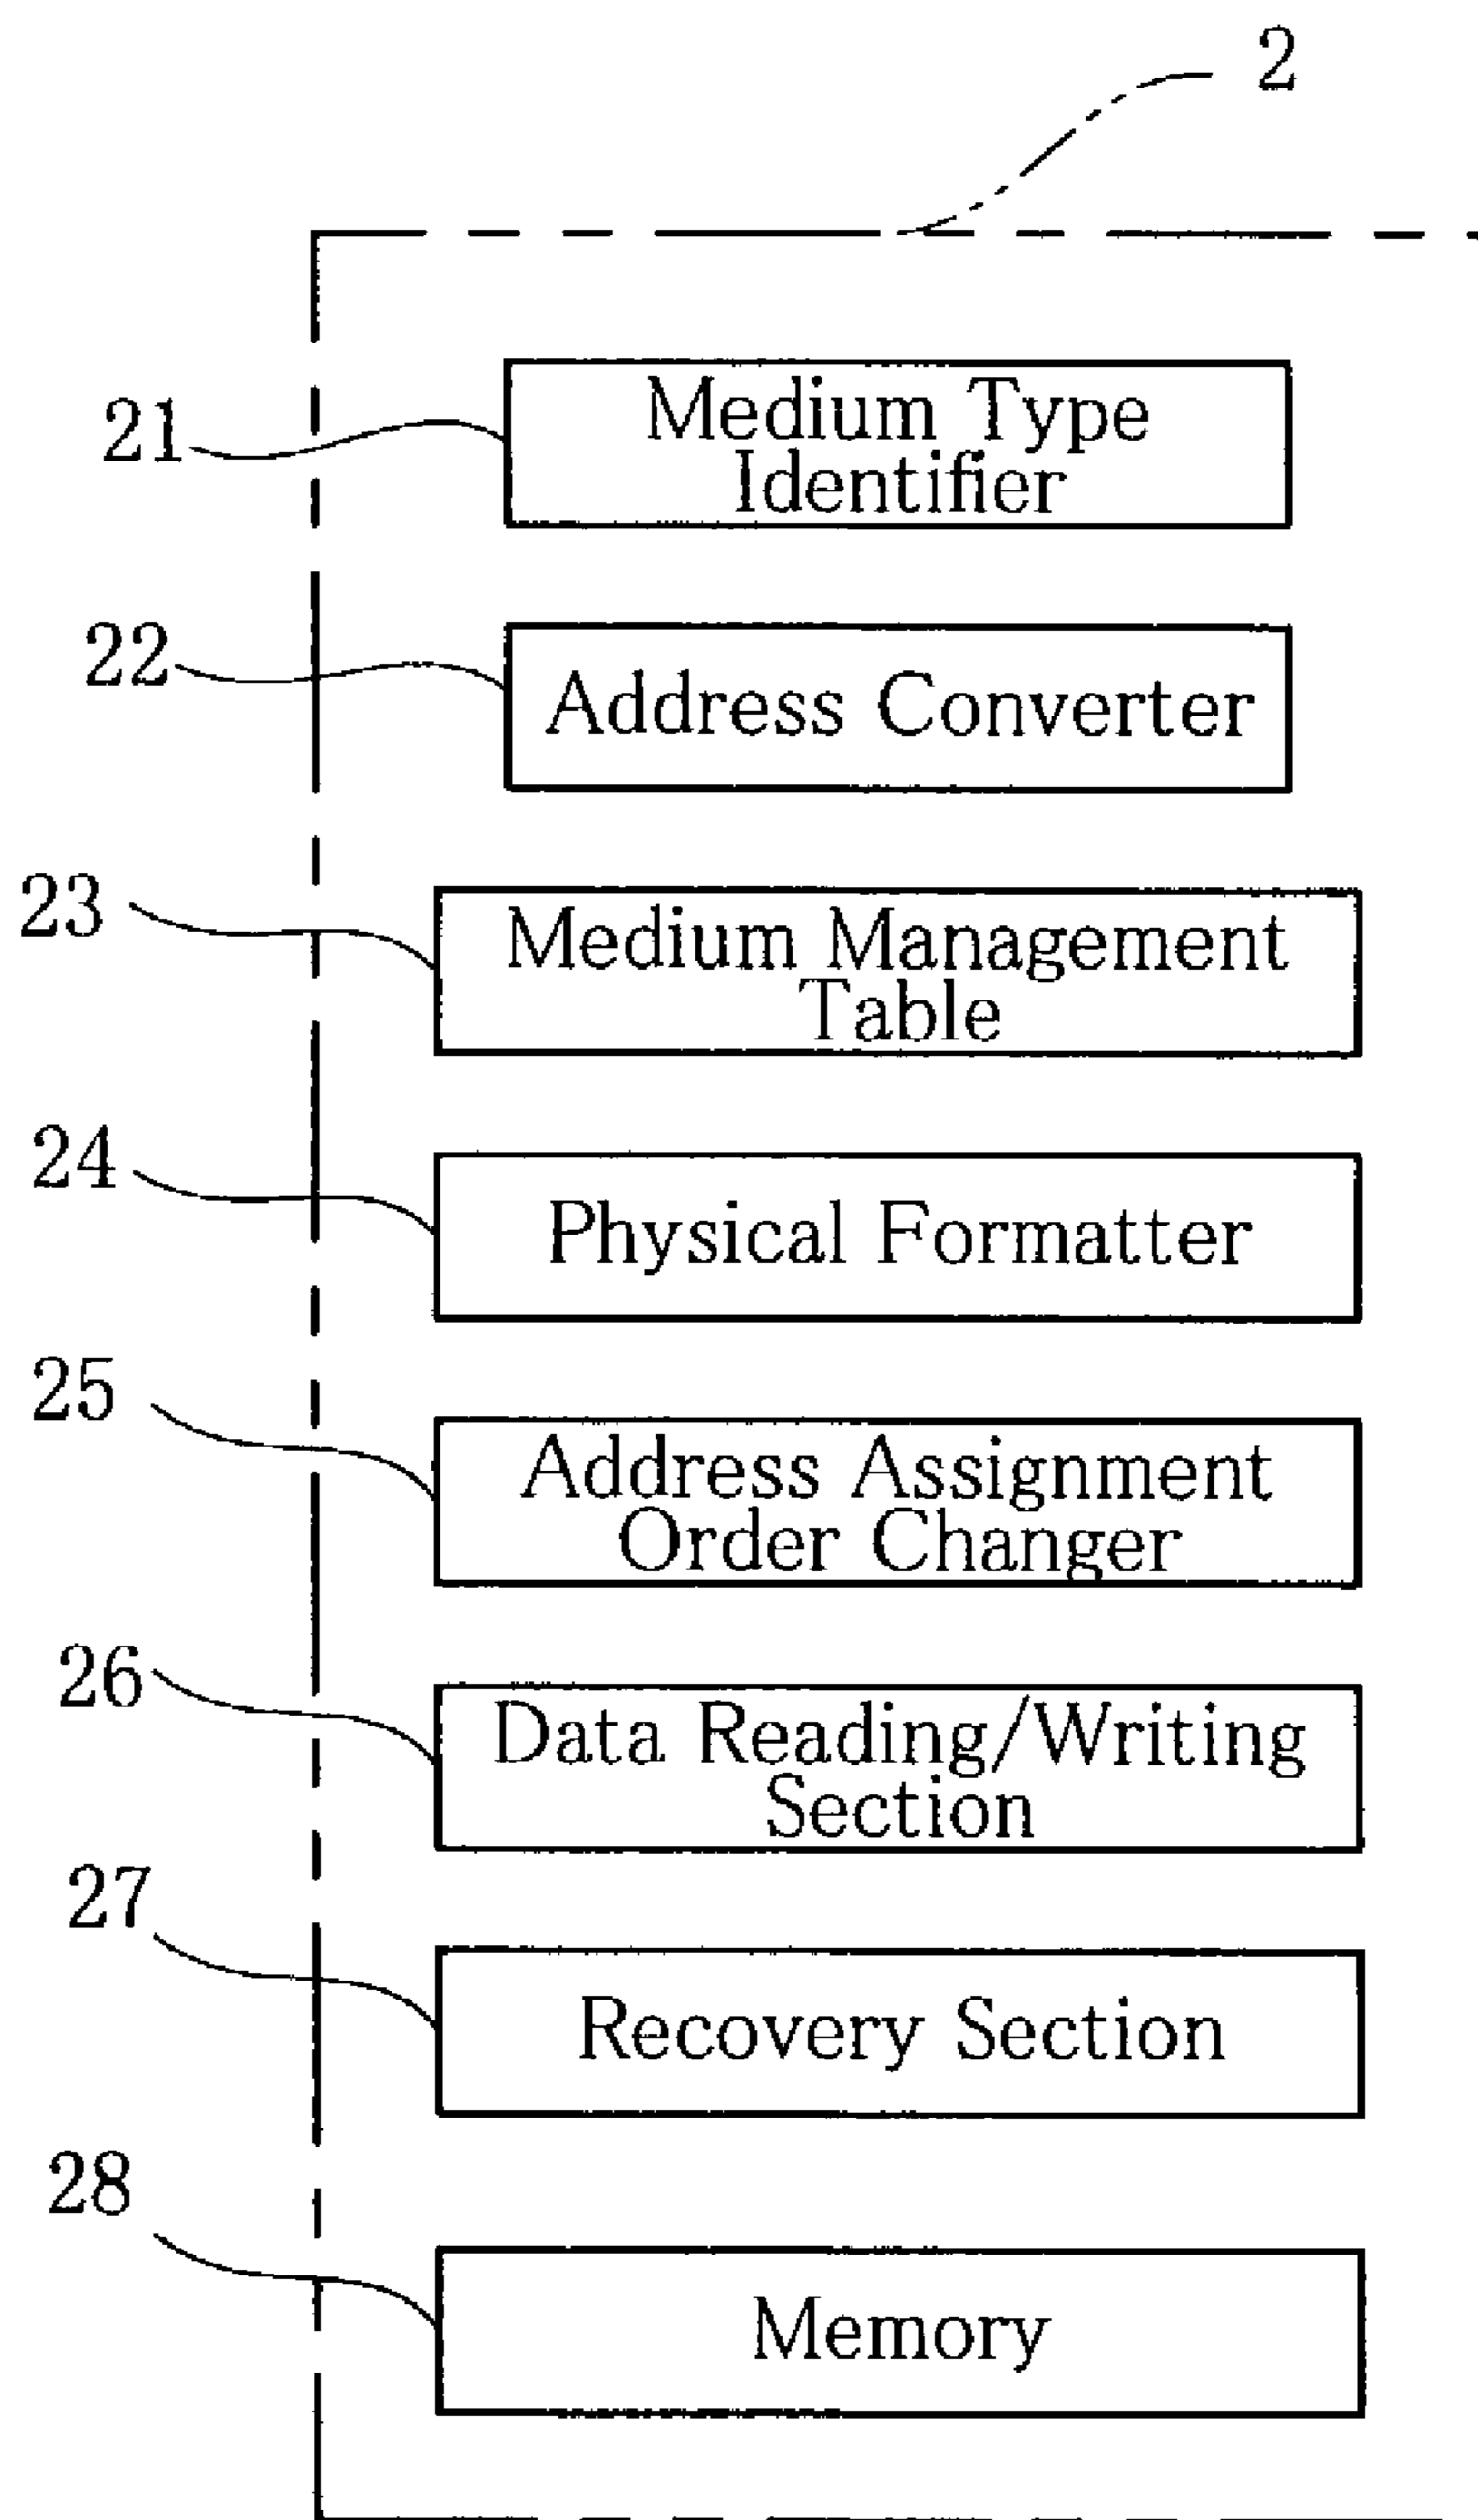 2
21
Medium Type
Identifier
22
Address Converter
23
Medium Management
Table
24
Physical Formatter
25
Address Assignment
Order Changer
26
Data Reading/Writing
Section
27
Recovery Section
28
Memory